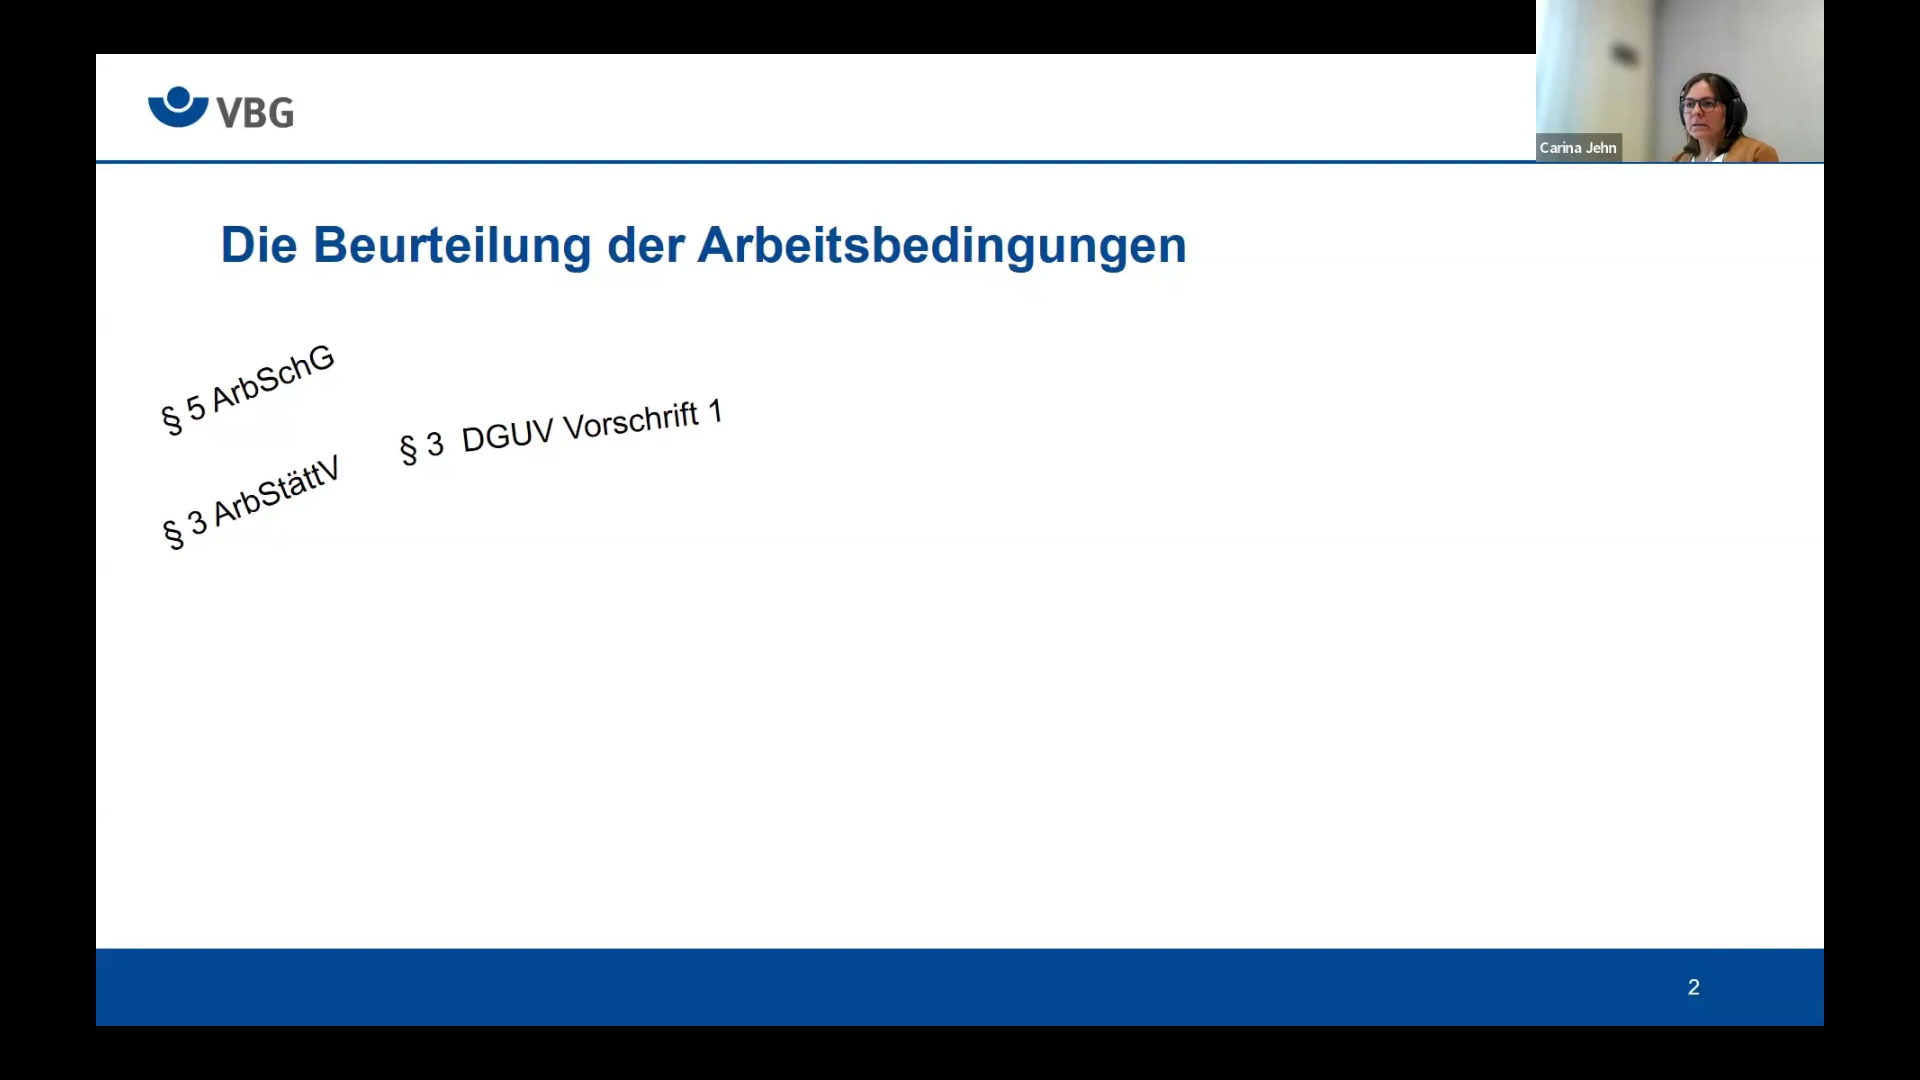 VBG
Carina Jehn
Die Beurteilung der Arbeitsbedingungen
§ 5 ArbSchG
§ 3  DGUV Vorschrift 1
§ 3 ArbStättV
2